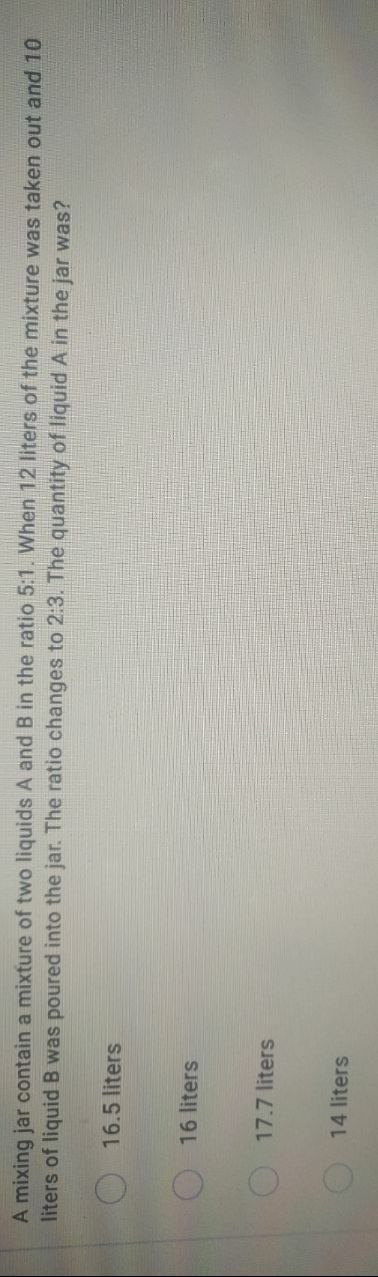 A mixing jar contain a mixture of two liquids A and B in the ratio 5:1. When 12 liters of the mixture was taken out and 10
liters of liquid B was poured into the jar. The ratio changes to 2:3. The quantity of liquid A in the jar was?
16.5 liters
16 liters
17.7 liters
14 liters